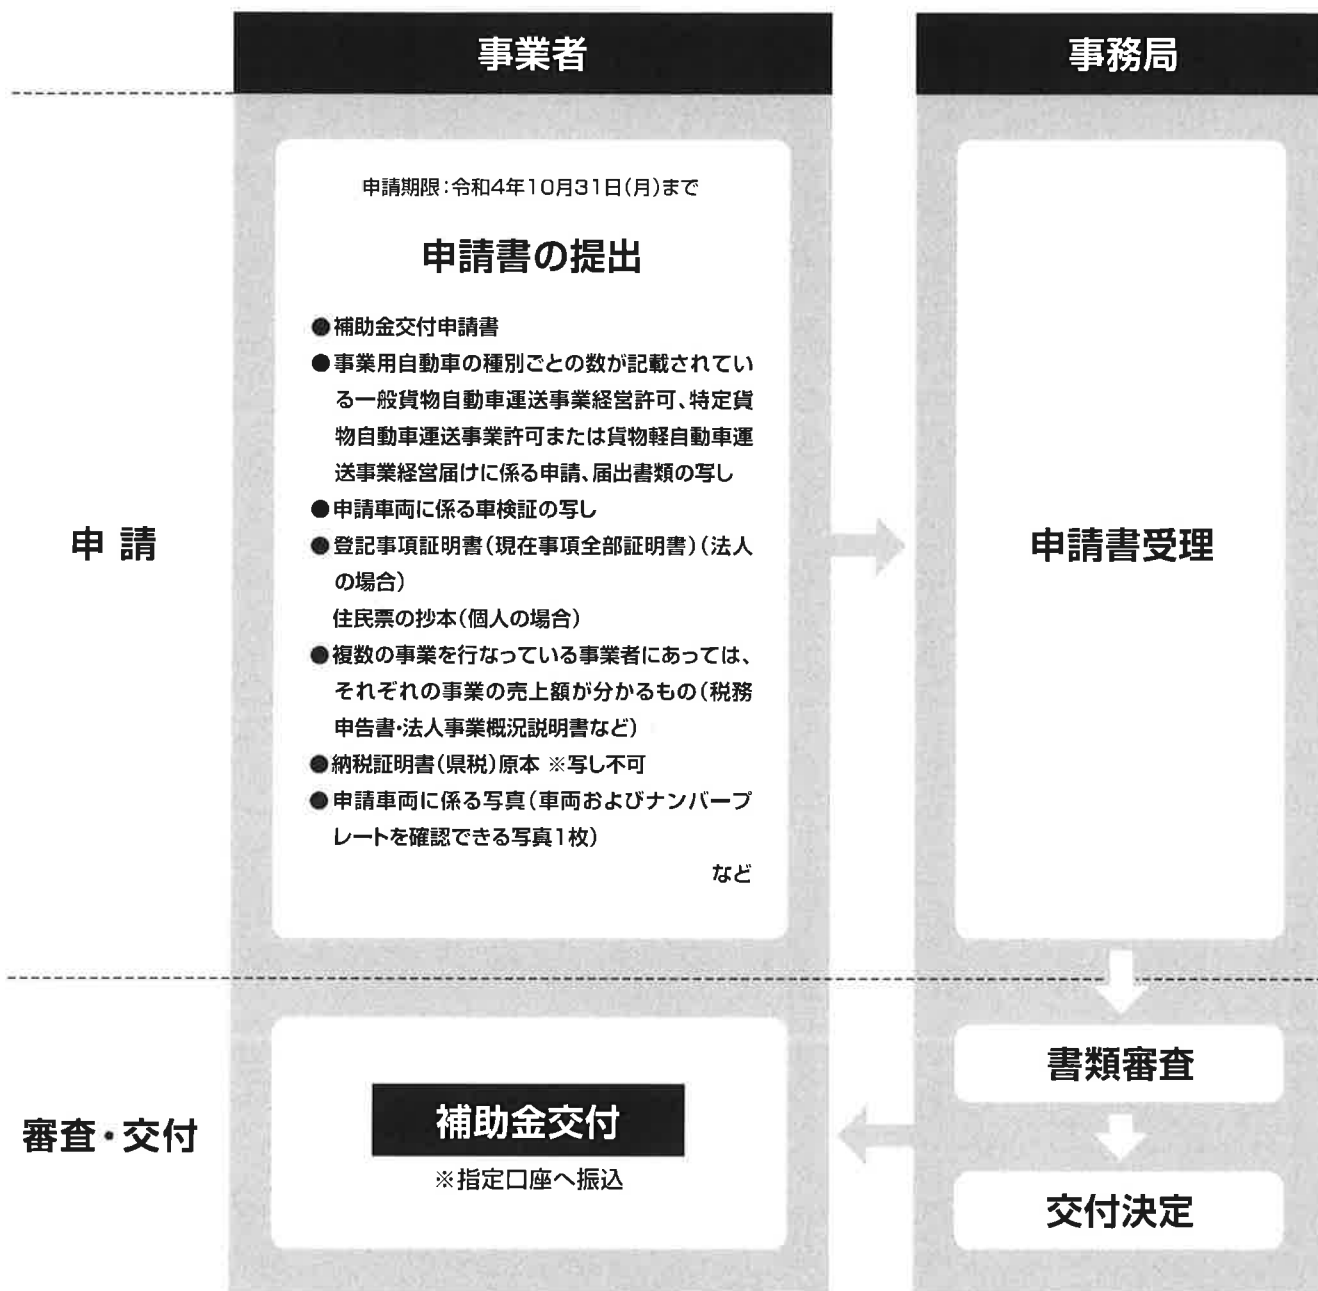 事業者
事務局
申請
申請期限：令和4年10月31日(月)まで
申請書の提出
●補助金交付申請書
●事業用自動車の種別ごとの数が記載されてい
る一般貨物自動車運送事業経営許可、特定貨
物自動車運送事業許可または貨物軽自動車運
送事業経営届けに係る申請、届出書類の写し
●申請車両に係る車検証の写し
●登記事項証明書(現在事項全部証明書)(法人
の場合)
住民票の抄本(個人の場合)
●複数の事業を行なっている事業者にあっては、
それぞれの事業の売上額が分かるもの(税務
申告書・法人事業概況説明書など)
●納税証明書(県税)原本 ※写し不可
●申請車両に係る写真(車両およびナンバープ
レートを確認できる写真1枚)
など
申請書受理
審査・交付
補助金交付
※指定口座へ振込
書類審査
交付決定